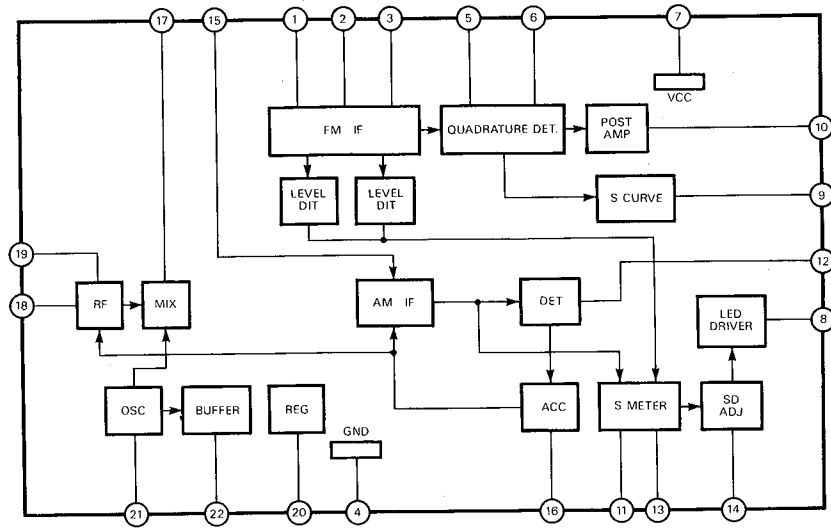 17 15 1 2 3 5 6 7
VCC
FM IF
QUADRATURE DET.
POST
AMP
10
LEVEL
DIT
LEVEL
DIT
S CURVE
9
19
12
18
RF
MIX
AM IF
DET
LED
DRIVER
8
OSC
BUFFER
REG
GND
ACC
S METER
SD
ADJ
21 22 20 4 16 11 13 14